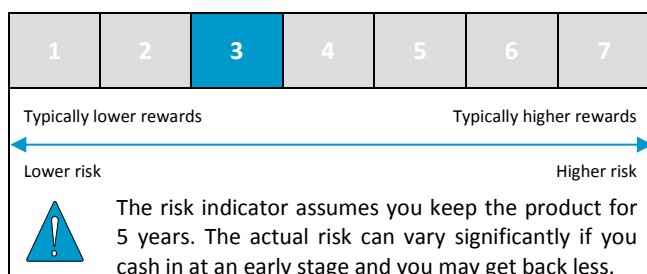 1 2 3 4 5 6 7
Typically lower rewards Typically higher rewards
Lower risk Higher risk
The risk indicator assumes you keep the product for
5 years. The actual risk can vary significantly if you
cash in at an early stage and you may get back less.